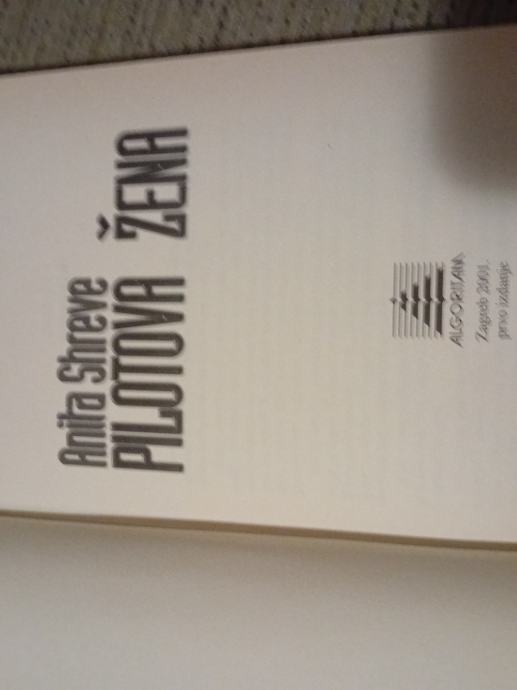 Anita Shreve
PILOTOVA ŽENA
ALGORITAM
Zagreb 2001.
prvo izdanje